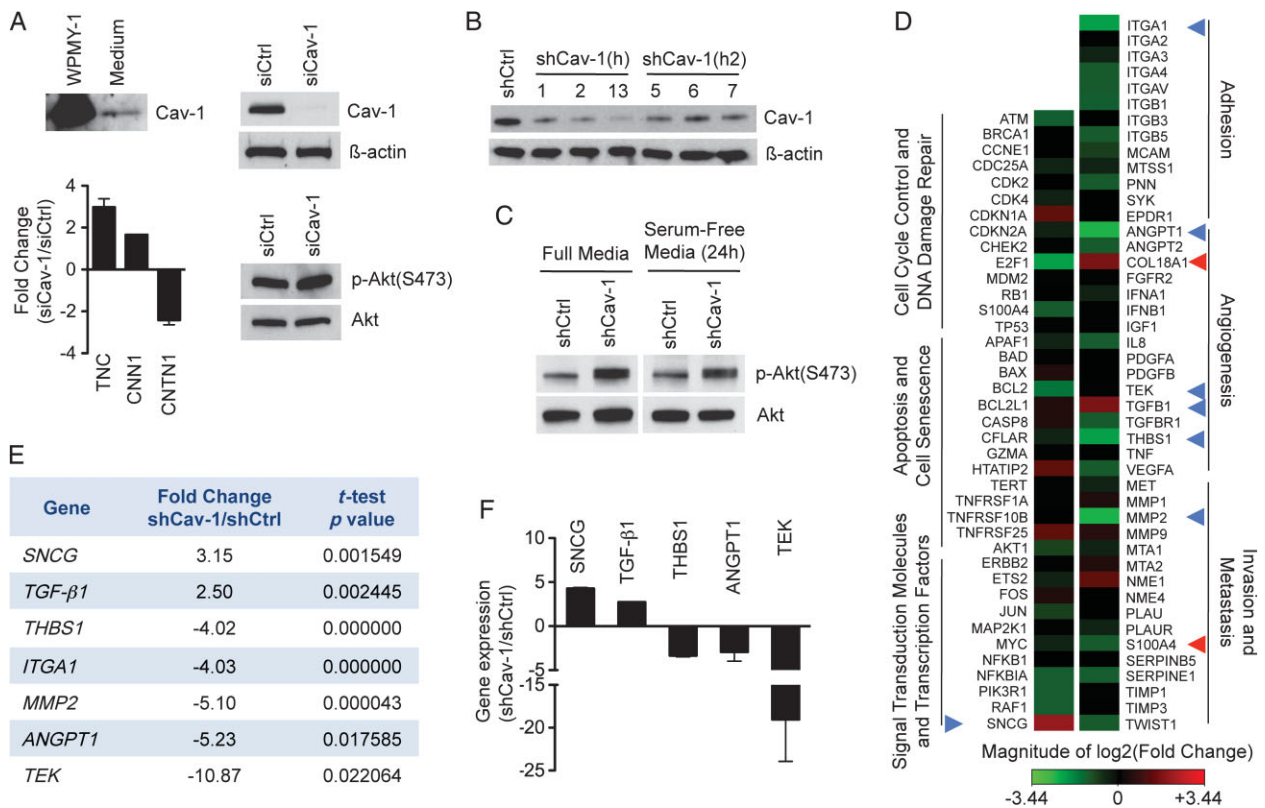 A
WPMY-1
Medium
Cav-1
siCtrl
siCav-1
Cav-1
ß-actin
Fold Change
(siCav-1/siCtrl)
4
2
0
-2
-4
TNC
CNN1
CNTN1
siCtrl
siCav-1
p-Akt(S473)
Akt
B
shCtrl
shCav-1(h)
shCav-1(h2)
1 2 13 5 6 7
Cav-1
ß-actin
C
Full Media
Serum-Free
Media (24h)
shCtrl
shCav-1
shCtrl
shCav-1
p-Akt(S473)
Akt
D
Cell Cycle Control and
DNA Damage Repair
ATM
BRCA1
CCNE1
CDC25A
CDK2
CDK4
CDKN1A
CDKN2A
CHEK2
E2F1
MDM2
RB1
S100A4
TP53
Apoptosis and
Cell Senescence
APAF1
BAD
BAX
BCL2
BCL2L1
CASP8
CFLAR
GZMA
HTATIP2
TERT
TNFRSF1A
TNFRSF10B
TNFRSF25
Signal Transduction Molecules
and Transcription Factors
AKT1
ERBB2
ETS2
FOS
JUN
MAP2K1
MYC
NFKB1
NFKBIA
PIK3R1
RAF1
SNCG
ITGA1
ITGA2
ITGA3
ITGA4
ITGAV
ITGB1
ITGB3
ITGB5
MCAM
MTSS1
PNN
SYK
EPDR1
Adhesion
ANGPT1
ANGPT2
COL18A1
FGFR2
IFNA1
IFNB1
IGF1
IL8
PDGFA
PDGFB
TEK
TGFB1
TGFBR1
THBS1
TNF
VEGFA
Angiogenesis
MET
MMP1
MMP2
MMP9
MTA1
MTA2
NME1
NME4
PLAU
PLAUR
S100A4
SERPINB5
SERPINE1
TIMP1
TIMP3
TWIST1
Invasion and
Metastasis
Magnitude of log2(Fold Change)
-3.44 0 +3.44
E
Gene
Fold Change
shCav-1/shCtrl
t-test
p value
SNCG 3.15 0.001549
TGF-β1 2.50 0.002445
THBS1 -4.02 0.000000
ITGA1 -4.03 0.000000
MMP2 -5.10 0.000043
ANGPT1 -5.23 0.017585
TEK -10.87 0.022064
F
Gene expression
(shCav-1/shCtrl)
10
5
0
-5
-15
-20
-25
SNCG
TGF-β1
THBS1
ANGPT1
TEK